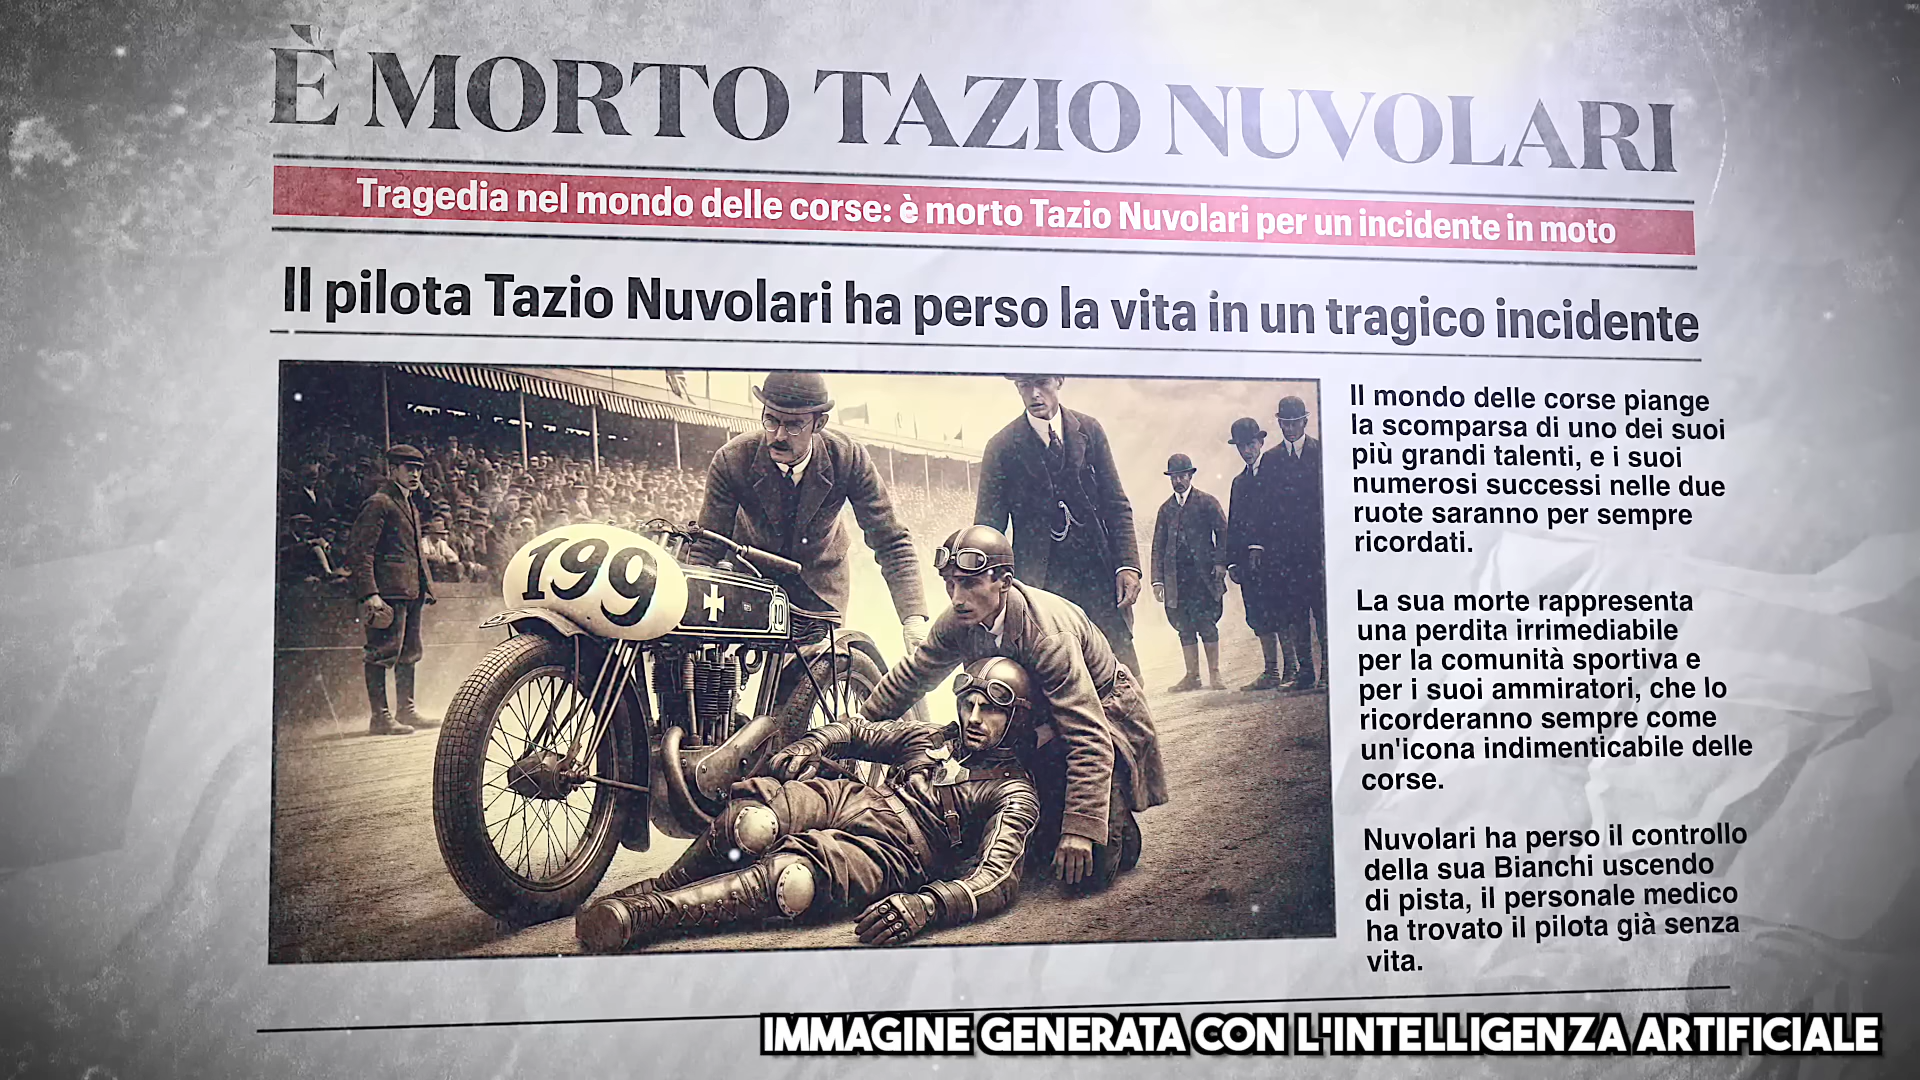 È MORTO TAZIO NUVOLARI
Tragedia nel mondo delle corse: è morto Tazio Nuvolari per un incidente in moto
Il pilota Tazio Nuvolari ha perso la vita in un tragico incidente
Il mondo delle corse piange
la scomparsa di uno dei suoi
più grandi talenti, e i suoi
numerosi successi nelle due
ruote saranno per sempre
ricordati.
La sua morte rappresenta
una perdita irrimediabile
per la comunità sportiva e
per i suoi ammiratori, che lo
ricorderanno sempre come
un'icona indimenticabile delle
corse.
Nuvolari ha perso il controllo
della sua Bianchi uscendo
di pista, il personale medico
ha trovato il pilota già senza
vita.
199
IMMAGINE GENERATA CON L'INTELLIGENZA ARTIFICIALE